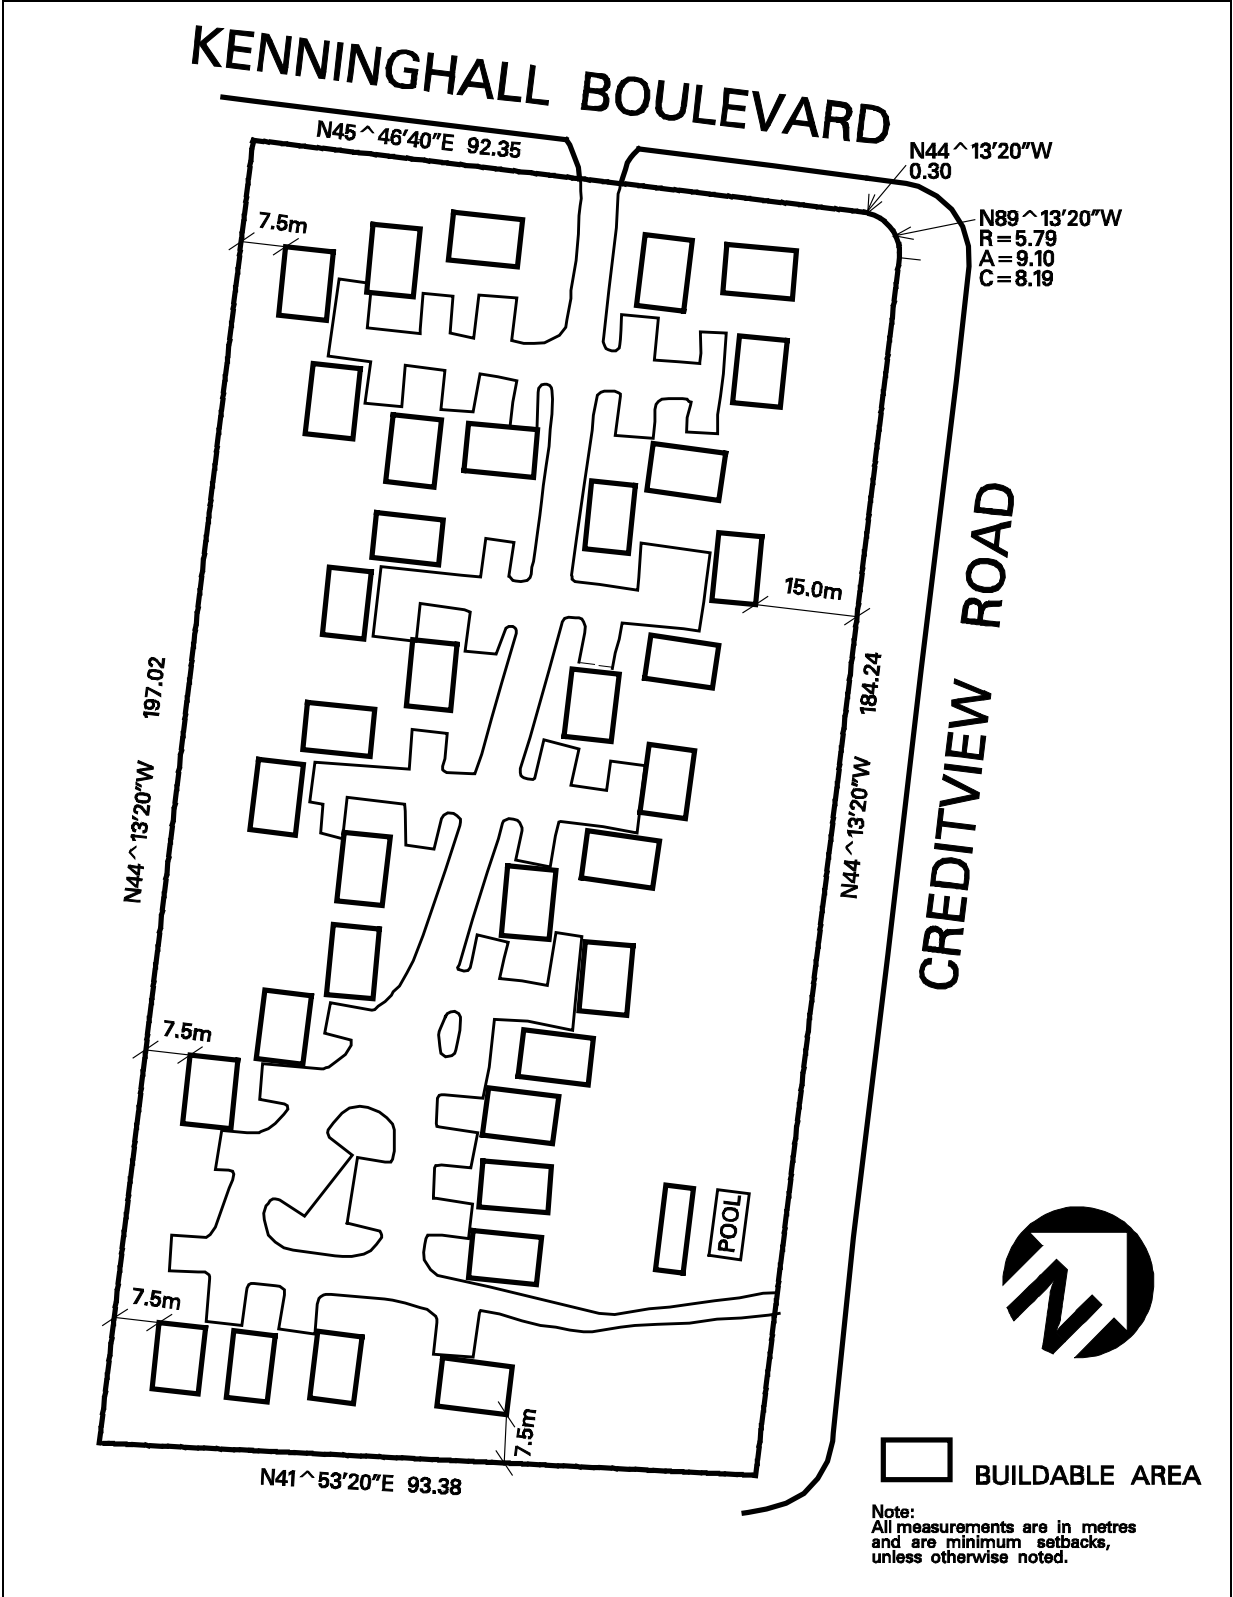 KENNINGHALL BOULEVARD
N45^46'40"E 92.35
N44^13'20"W
0.30
N89^13'20"W
R=5.79
A=9.10
C=8.19
7.5m
CREDITVIEW ROAD
15.0m
N44^13'20"W 184.24
N44^13'20"W 197.02
7.5m
POOL
7.5m
7.5m
N
N41^53'20"E 93.38
BUILDABLE AREA
Note:
All measurements are in metres
and are minimum setbacks,
unless otherwise noted.